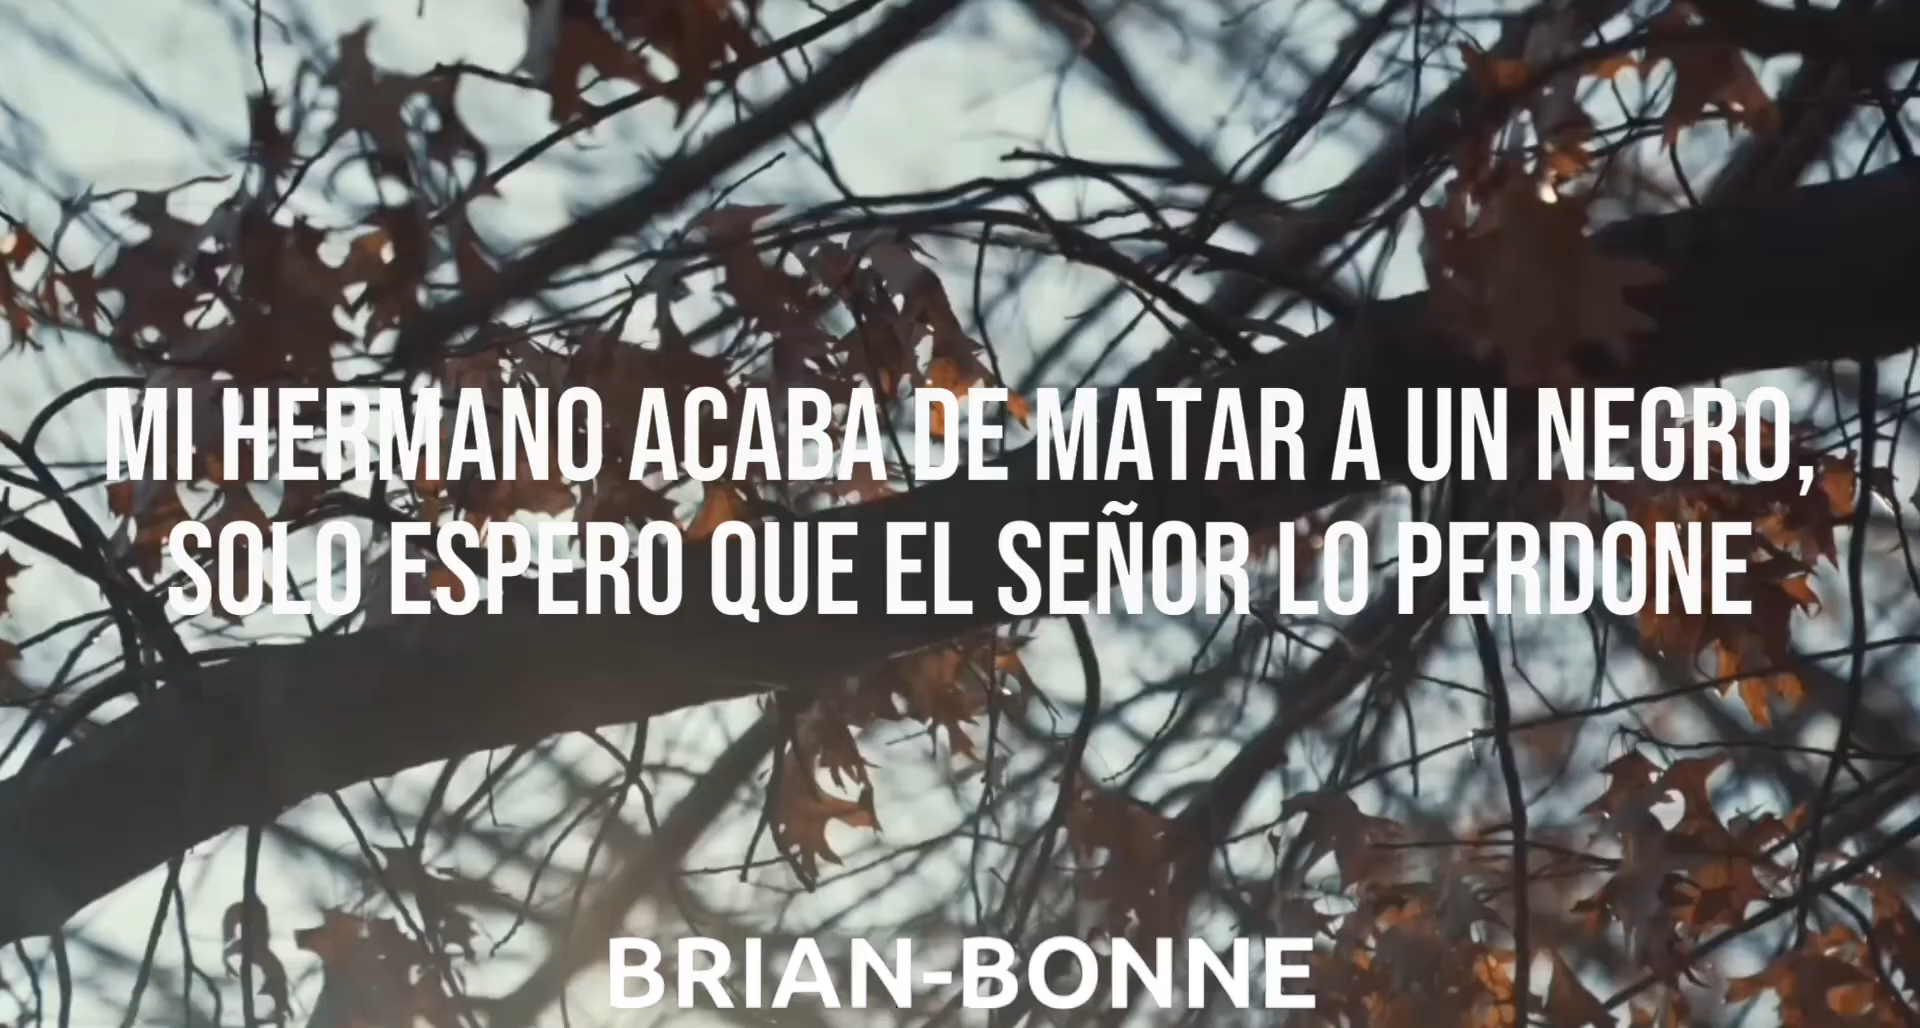 MI HERMANO ACABA DE MATAR A UN NEGRO,
SOLO ESPERO QUE EL SEÑOR LO PERDONE
BRIAN-BONNE